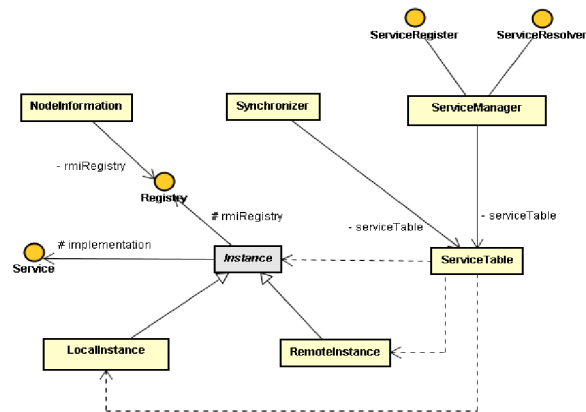 ServiceRegister
ServiceResolver
NodeInformation
Synchronizer
ServiceManager
- rmiRegistry
Registry
# rmiRegistry
- serviceTable
- serviceTable
# implementation
Service
Instance
ServiceTable
LocalInstance
RemoteInstance